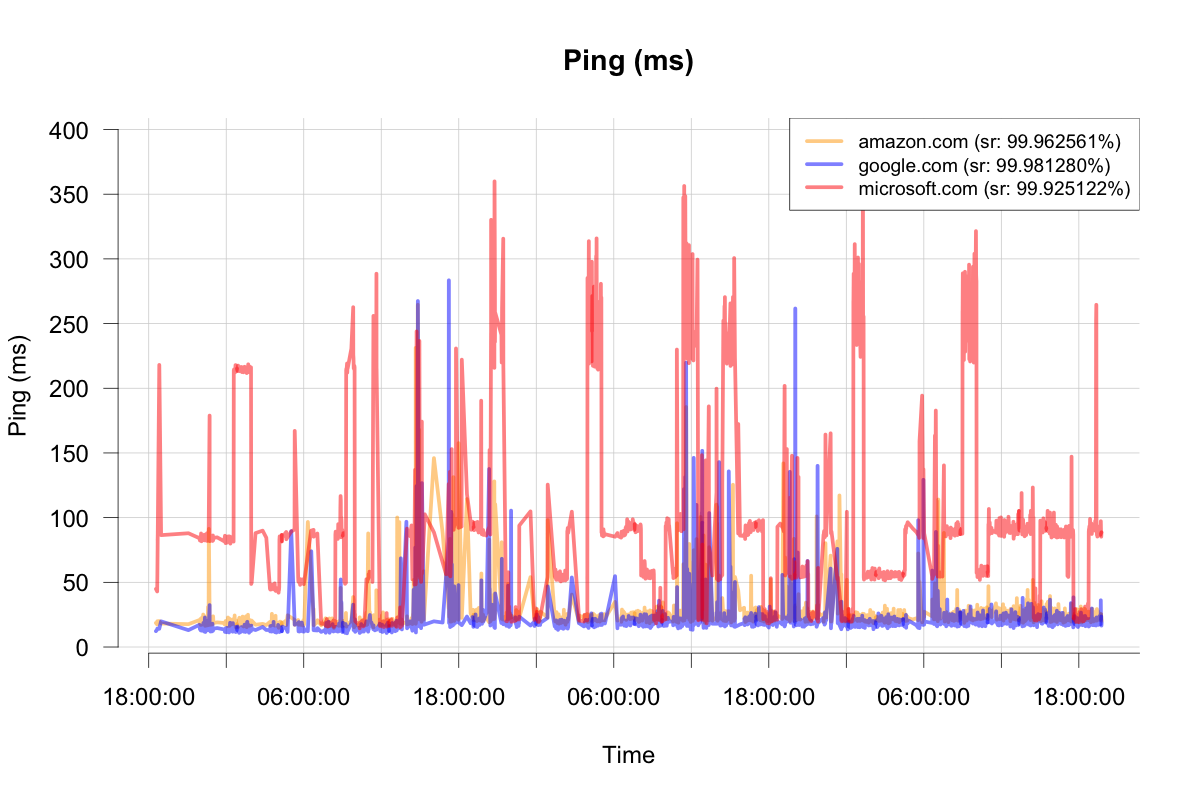 Ping (ms)
400
350
300
250
200
150
100
50
0
Ping (ms)
amazon.com (sr: 99.962561%)
google.com (sr: 99.981280%)
microsoft.com (sr: 99.925122%)
18:00:00 06:00:00 18:00:00 06:00:00 18:00:00 06:00:00 18:00:00
Time